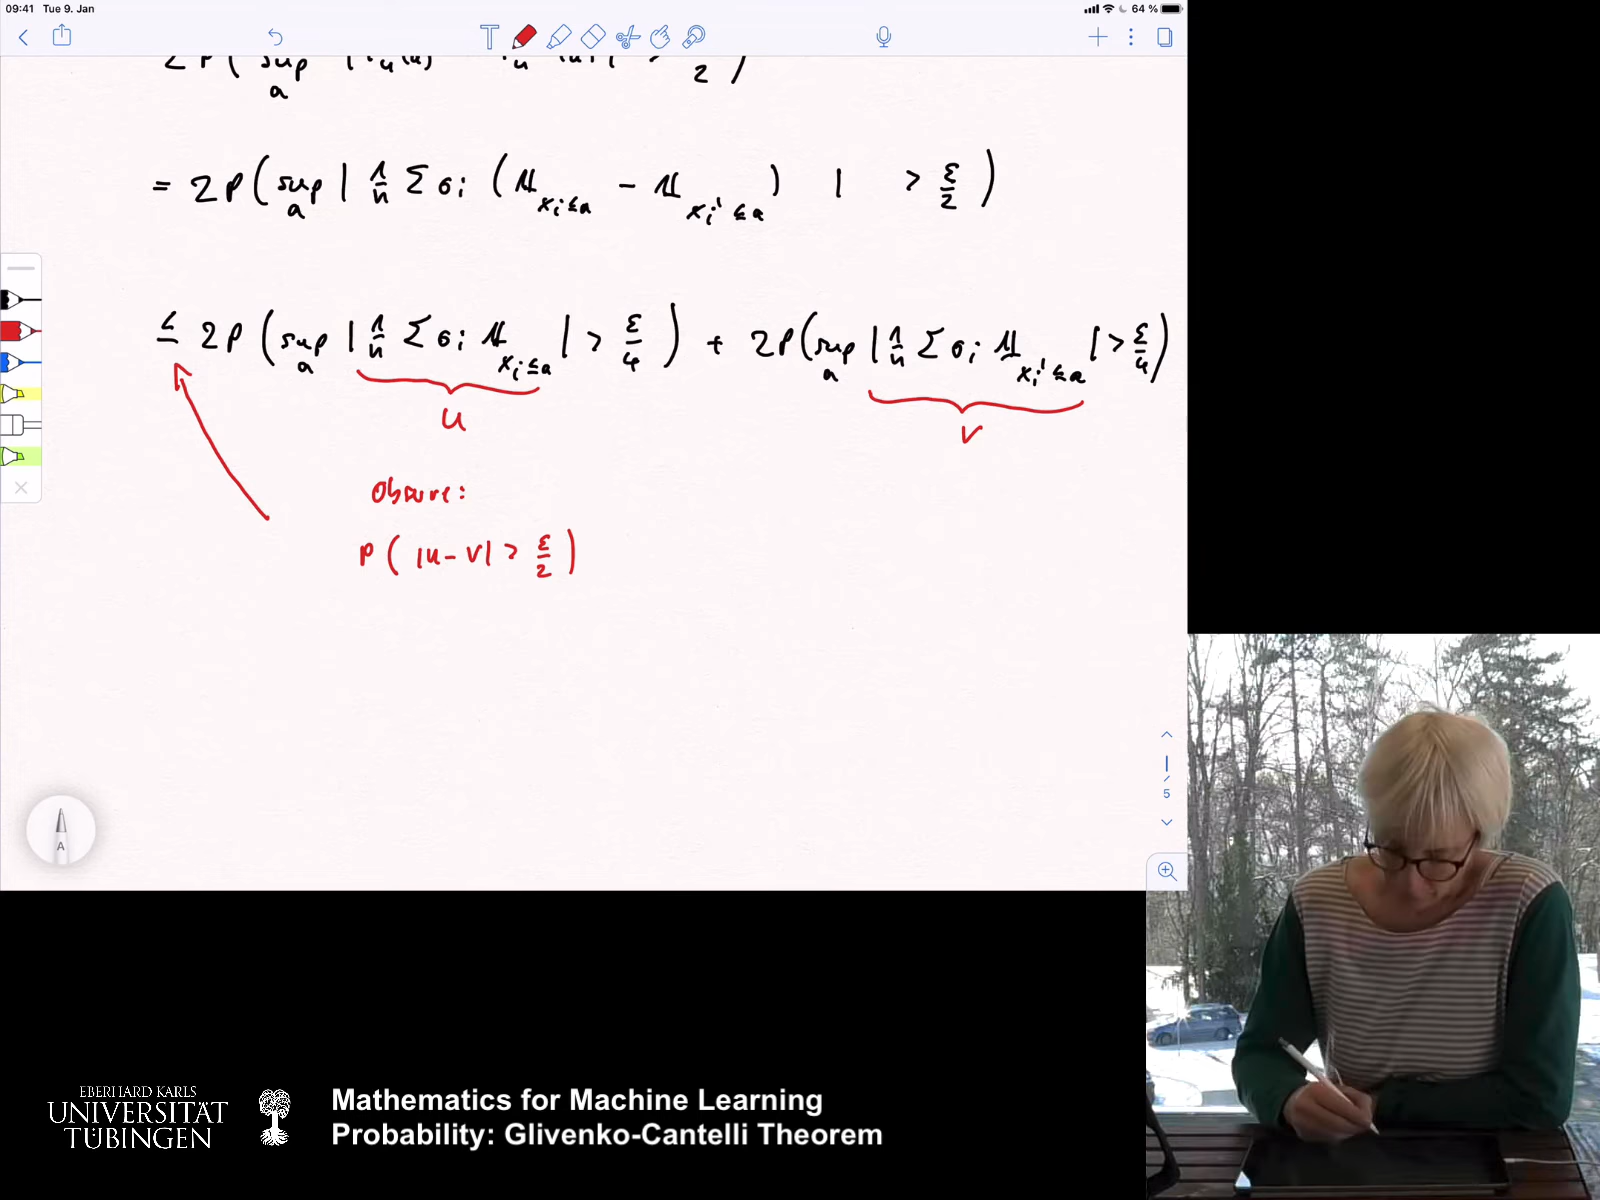 09:41 Tue 9. Jan
64 %
= 2P ( sup_a | 1/n Σ σ_i ( 𝟙_{x_i ≤ a} - 𝟙_{x_i' ≤ a} ) | > ε/2 )
≤ 2P ( sup_a | 1/n Σ σ_i 𝟙_{x_i ≤ a} | > ε/4 ) + 2P ( sup_a | 1/n Σ σ_i 𝟙_{x_i' ≤ a} | > ε/4 )
u
v
Observe:
P ( |u - v| > ε/2 )
5
A
EBERHARD KARLS
UNIVERSITÄT
TÜBINGEN
Mathematics for Machine Learning
Probability: Glivenko-Cantelli Theorem